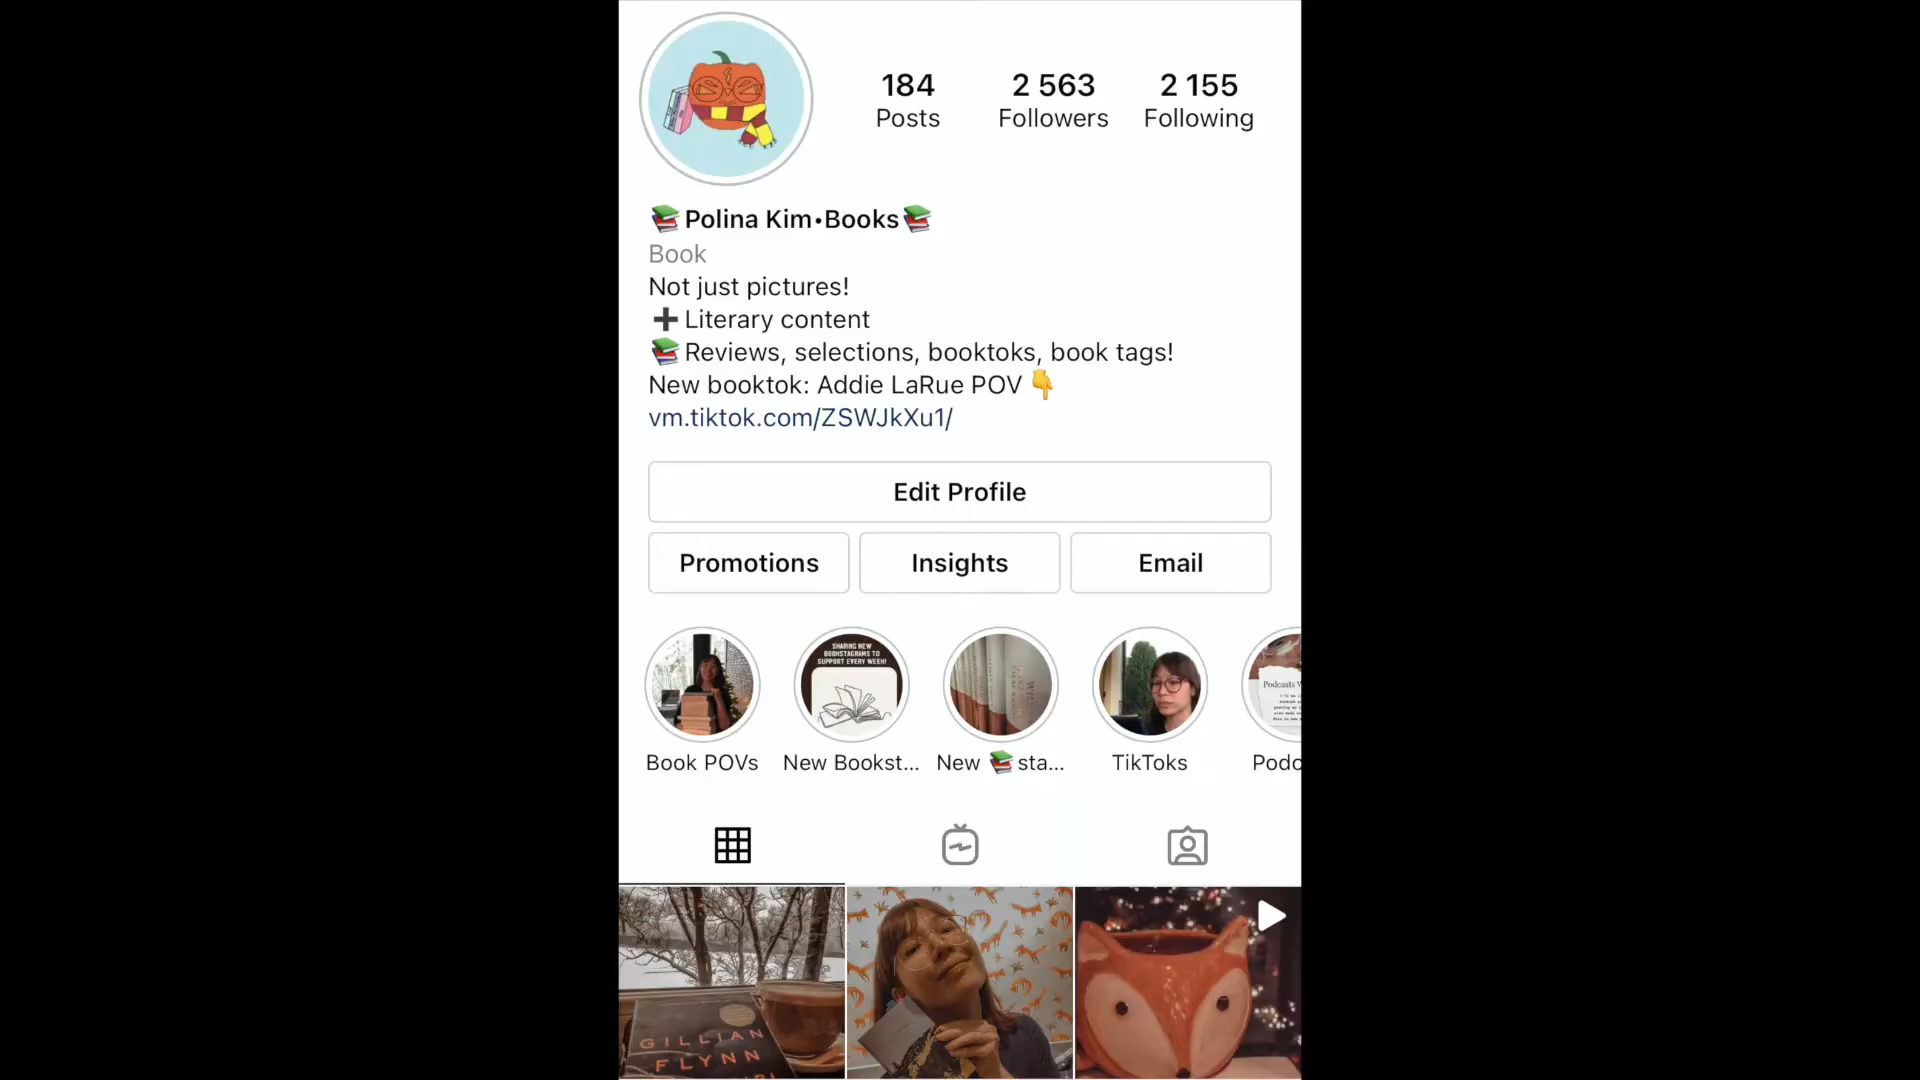 184 2 563 2 155
Posts Followers Following
📚Polina Kim•Books📚
Book
Not just pictures!
➕Literary content
📚Reviews, selections, booktoks, book tags!
New booktok: Addie LaRue POV👇
vm.tiktok.com/ZSWJkXu1/
Edit Profile
Promotions Insights Email
SHARING NEW
BOOKSTAGRAMS TO
SUPPORT EVERY WEEK!
Podcasts
Book POVs New Bookst... New 📚sta... TikToks Podc
GILLIAN
FLYNN